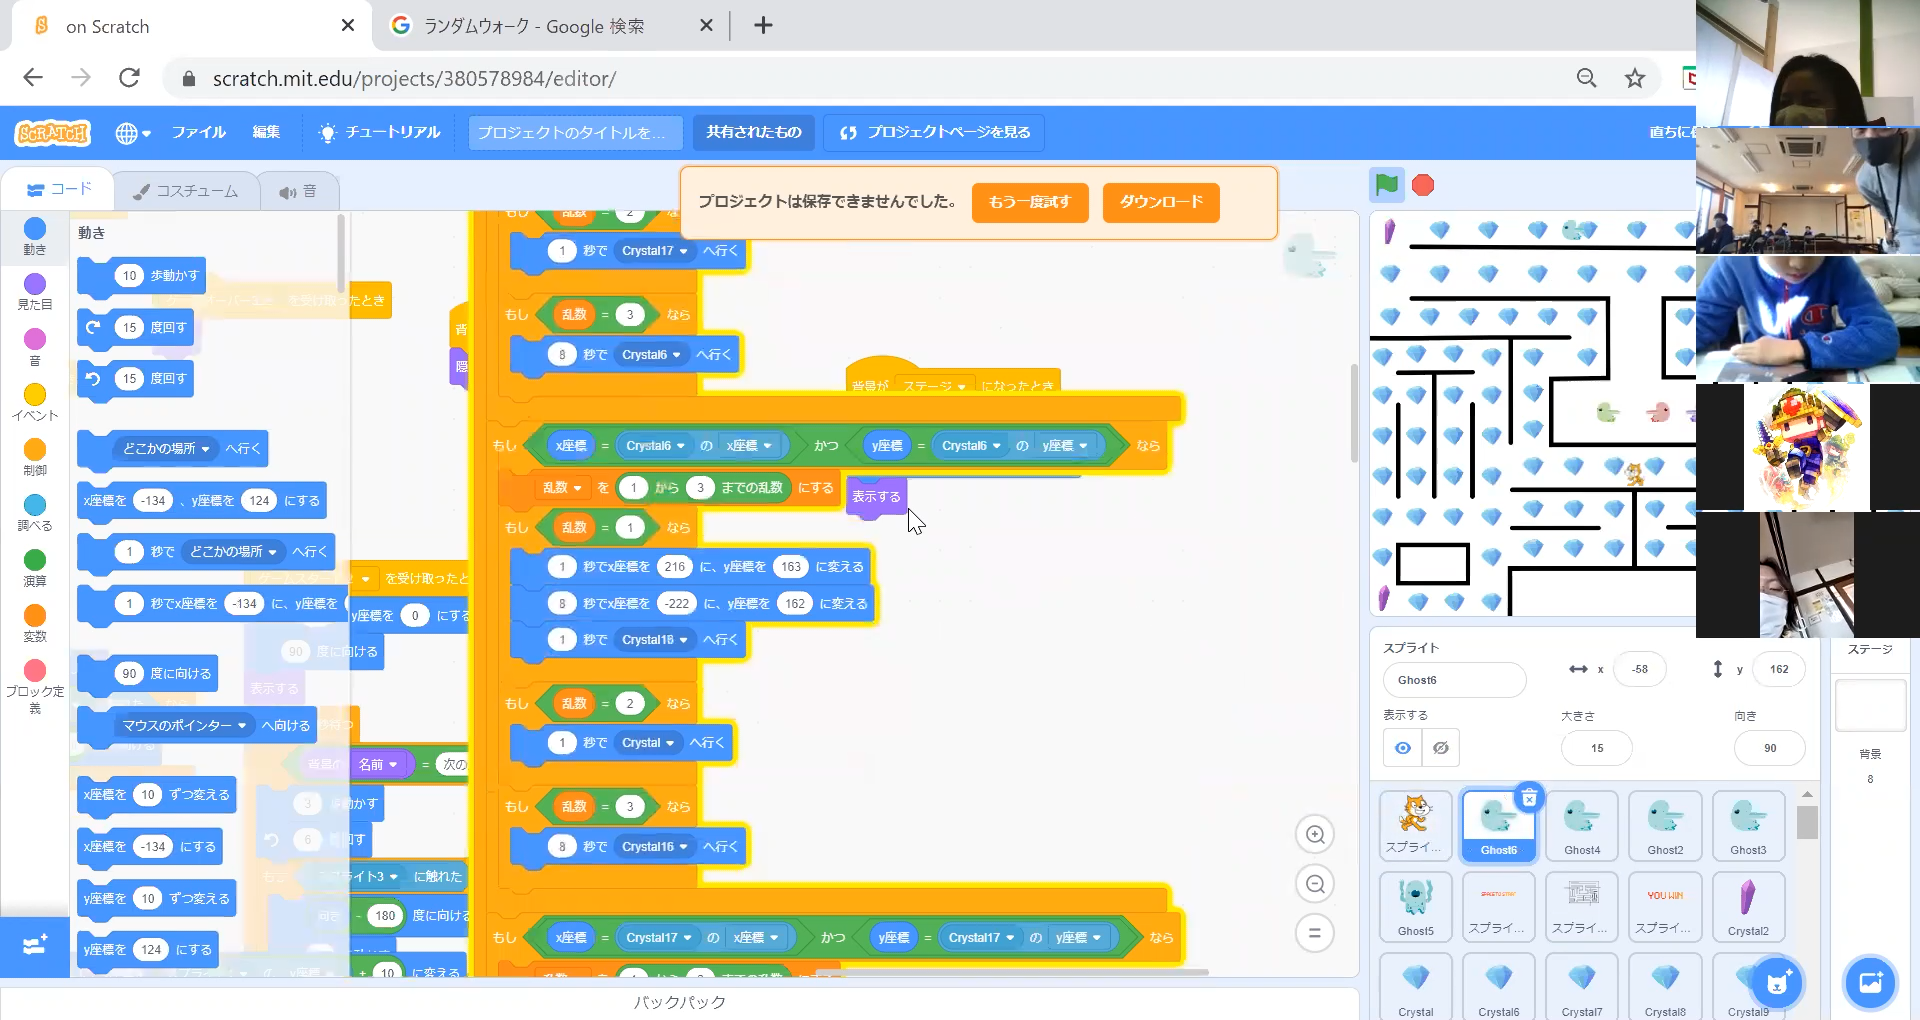 on Scratch
ランダムウォーク - Google 検索
scratch.mit.edu/projects/380578984/editor/
SCRATCH
ファイル
編集
チュートリアル
プロジェクトのタイトルを...
共有されたもの
プロジェクトページを見る
コード
コスチューム
音
プロジェクトは保存できませんでした。
もう一度試す
ダウンロード
動き
見た目
音
イベント
制御
調べる
演算
変数
ブロック定義
動き
10 歩動かす
15 度回す
15 度回す
どこかの場所 へ行く
x座標を -134 、y座標を 124 にする
1 秒で どこかの場所 へ行く
1 秒でx座標を -134 に、y座標を
90 度に向ける
マウスのポインター へ向ける
x座標を 10 ずつ変える
x座標を -134 にする
y座標を 10 ずつ変える
y座標を 124 にする
を受け取ったとき
を受け取ったと
y座標を 0 にする
90 度に向ける
表示する
名前 = 次の
3 歩動かす
6
に触れた
- 180 度に向ける
+ 10 に変える
もし 乱数 = 2
1 秒で Crystal17 へ行く
もし 乱数 = 3 なら
8 秒で Crystal6 へ行く
背景が ステージ になったとき
もし x座標 = Crystal6 の x座標 かつ y座標 = Crystal6 の y座標 なら
乱数 を 1 から 3 までの乱数 にする
表示する
もし 乱数 = 1 なら
1 秒でx座標を 216 に、y座標を 163 に変える
8 秒でx座標を -222 に、y座標を 162 に変える
1 秒で Crystal18 へ行く
もし 乱数 = 2 なら
1 秒で Crystal へ行く
もし 乱数 = 3 なら
8 秒で Crystal16 へ行く
もし x座標 = Crystal17 の x座標 かつ y座標 = Crystal17 の y座標 なら
バックパック
スプライト
Ghost6
x -58
y 162
表示する
大きさ 15
向き 90
ステージ
背景
8
スプライ...
Ghost6
Ghost4
Ghost2
Ghost3
Ghost5
スプライ...
スプライ...
YOU WIN
スプライ...
Crystal2
Crystal
Crystal6
Crystal7
Crystal8
Crystal9